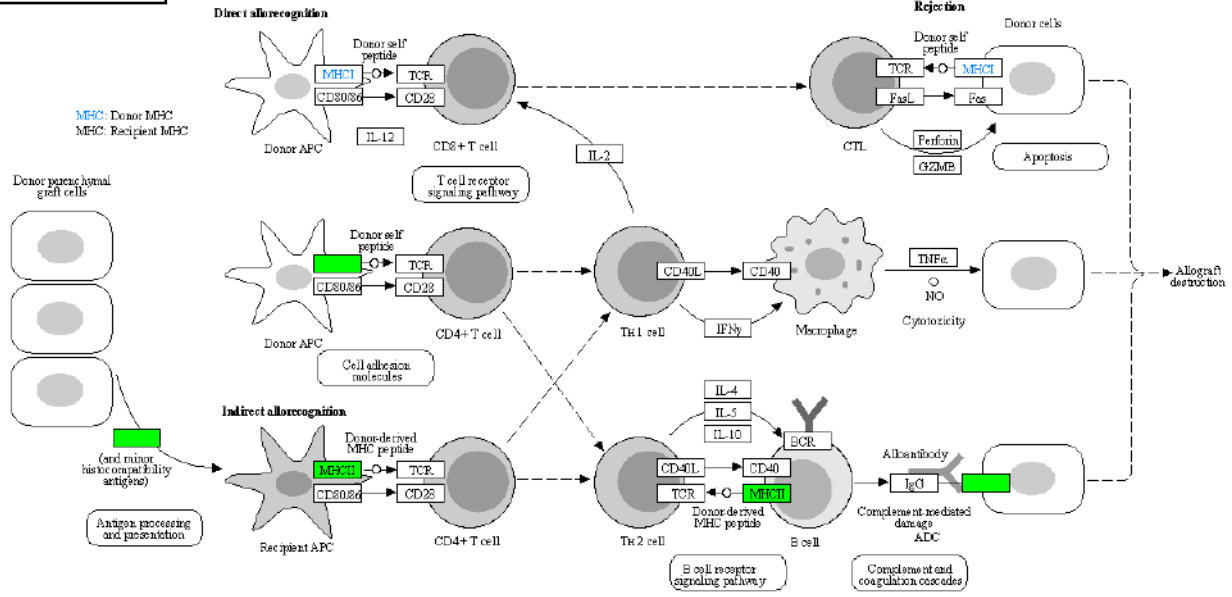 Direct allorecognition
Rejection
Donor self
peptide
MHCI
TCR
CD80/86
CD28
Donor APC
IL-12
CD8+ T cell
T cell receptor
signaling pathway
MHC: Donor MHC
MHC: Recipient MHC
IL-2
Donor cells
Donor self
peptide
TCR
MHCI
FasL
Fas
CTL
Perforin
GZMB
Apoptosis
Donor parenchymal
graft cells
Donor self
peptide
TCR
CD80/86
CD28
Donor APC
CD4+ T cell
Cell adhesion
molecules
CD40L
CD40
TH1 cell
IFNγ
Macrophage
TNFα
NO
Cytotoxicity
Allograft
destruction
Indirect allorecognition
(and minor
histocompatibility
antigens)
Antigen processing
and presentation
Donor-derived
MHC peptide
MHCII
TCR
CD80/86
CD28
Recipient APC
CD4+ T cell
IL-4
IL-5
IL-10
BCR
CD40L
CD40
TCR
MHCII
Donor-derived
MHC peptide
TH2 cell
B cell
B cell receptor
signaling pathway
Alloantibody
IgG
Complement-mediated
damage
ADC
Complement and
coagulation cascades